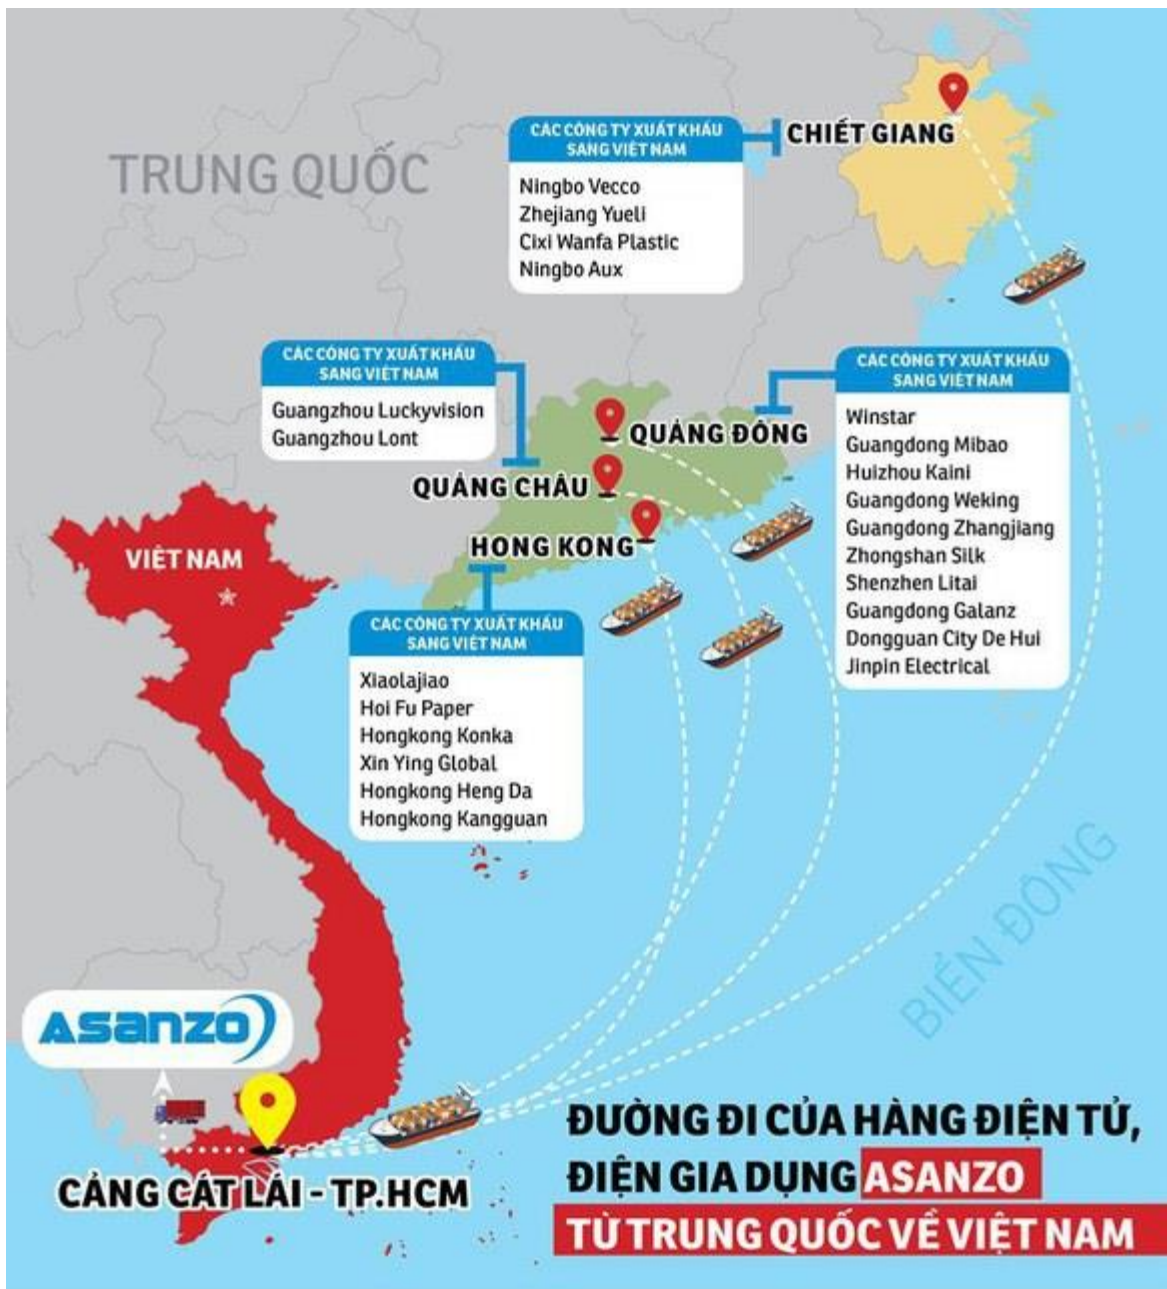 TRUNG QUỐC
CÁC CÔNG TY XUẤT KHẨU
SANG VIỆT NAM
CHIẾT GIANG
Ningbo Vecco
Zhejiang Yueli
Cixi Wanfa Plastic
Ningbo Aux
CÁC CÔNG TY XUẤT KHẨU
SANG VIỆT NAM
Guangzhou Luckyvision
Guangzhou Lont
QUẢNG CHÂU
CÁC CÔNG TY XUẤT KHẨU
SANG VIỆT NAM
QUẢNG ĐÔNG
Winstar
Guangdong Mibao
Huizhou Kaini
Guangdong Weking
Guangdong Zhangjiang
Zhongshan Silk
Shenzhen Litai
Guangdong Galanz
Dongguan City De Hui
Jinpin Electrical
HONG KONG
CÁC CÔNG TY XUẤT KHẨU
SANG VIỆT NAM
Xiaolajiao
Hoi Fu Paper
Hongkong Konka
Xin Ying Global
Hongkong Heng Da
Hongkong Kangguan
VIỆT NAM
BIỂN ĐÔNG
Asanzo
CẢNG CÁT LÁI - TP.HCM
ĐƯỜNG ĐI CỦA HÀNG ĐIỆN TỬ,
ĐIỆN GIA DỤNG ASANZO
TỪ TRUNG QUỐC VỀ VIỆT NAM